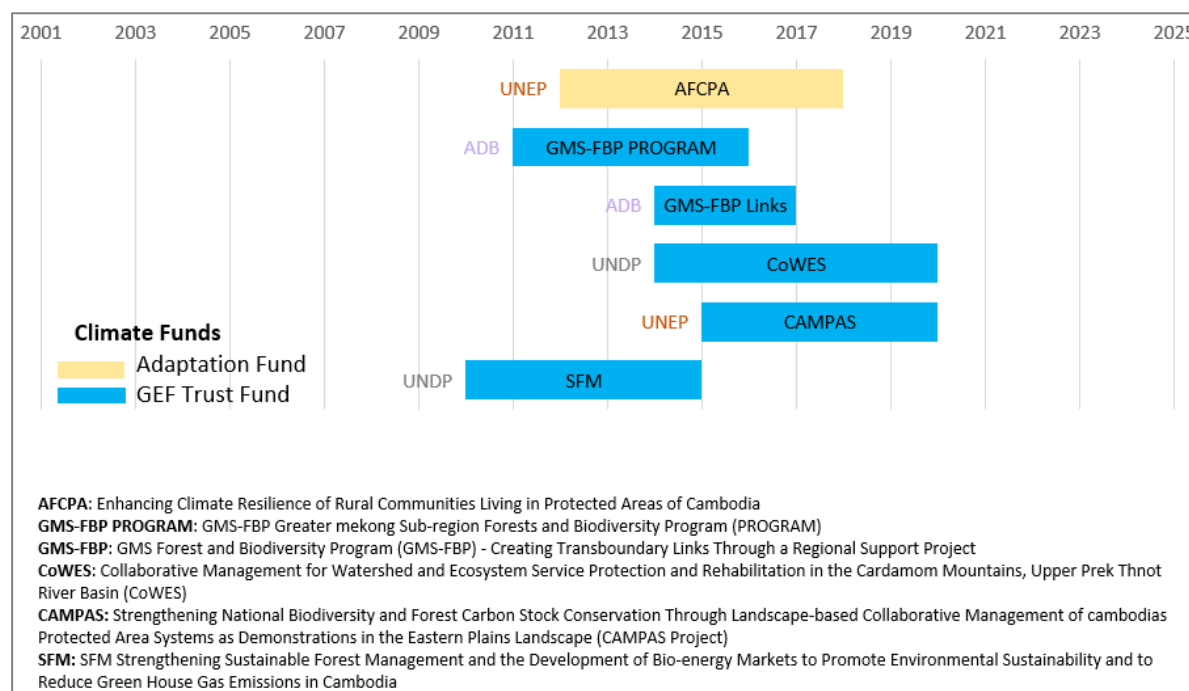 2001 2003 2005 2007 2009 2011 2013 2015 2017 2019 2021 2023 2025
UNEP AFCPA
ADB GMS-FBP PROGRAM
ADB GMS-FBP Links
UNDP CoWES
UNEP CAMPAS
Climate Funds
Adaptation Fund
UNDP SFM
GEF Trust Fund
AFCPA: Enhancing Climate Resilience of Rural Communities Living in Protected Areas of Cambodia
GMS-FBP PROGRAM: GMS-FBP Greater mekong Sub-region Forests and Biodiversity Program (PROGRAM)
GMS-FBP: GMS Forest and Biodiversity Program (GMS-FBP) - Creating Transboundary Links Through a Regional Support Project
CoWES: Collaborative Management for Watershed and Ecosystem Service Protection and Rehabilitation in the Cardamom Mountains, Upper Prek Thnot
River Basin (CoWES)
CAMPAS: Strengthening National Biodiversity and Forest Carbon Stock Conservation Through Landscape-based Collaborative Management of cambodias
Protected Area Systems as Demonstrations in the Eastern Plains Landscape (CAMPAS Project)
SFM: SFM Strengthening Sustainable Forest Management and the Development of Bio-energy Markets to Promote Environmental Sustainability and to
Reduce Green House Gas Emissions in Cambodia